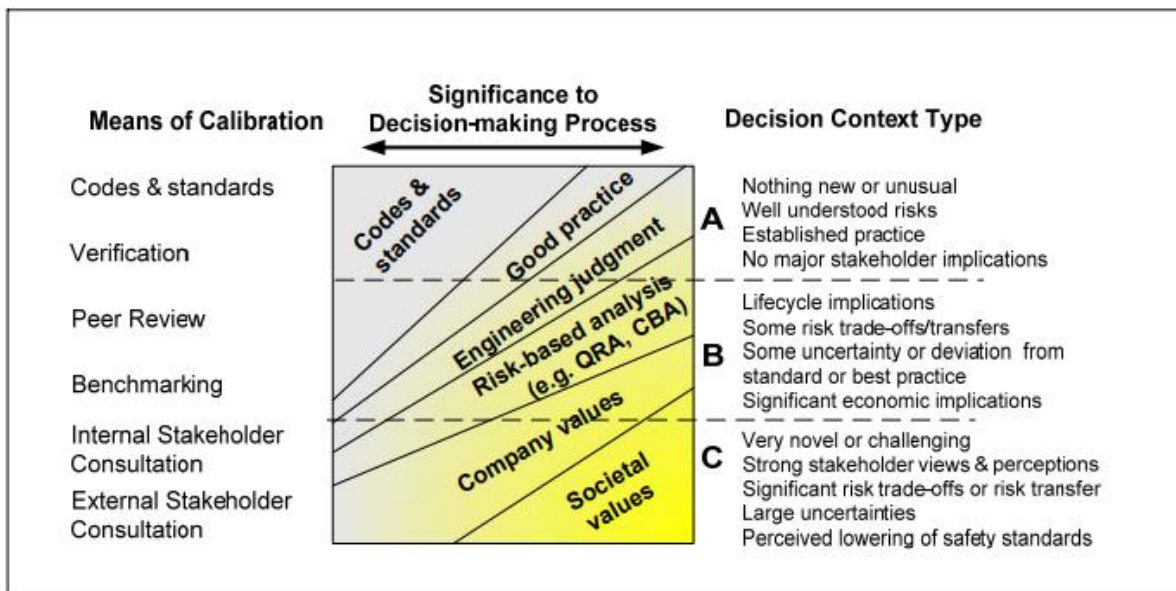 Means of Calibration
Significance to
Decision-making Process
Decision Context Type
Codes & standards
Verification
Peer Review
Benchmarking
Internal Stakeholder
Consultation
External Stakeholder
Consultation
Codes &
standards
Good practice
Engineering judgment
Risk-based analysis
(e.g. QRA, CBA)
Company values
Societal
values
A
Nothing new or unusual
Well understood risks
Established practice
No major stakeholder implications
B
Lifecycle implications
Some risk trade-offs/transfers
Some uncertainty or deviation from
standard or best practice
Significant economic implications
C
Very novel or challenging
Strong stakeholder views & perceptions
Significant risk trade-offs or risk transfer
Large uncertainties
Perceived lowering of safety standards